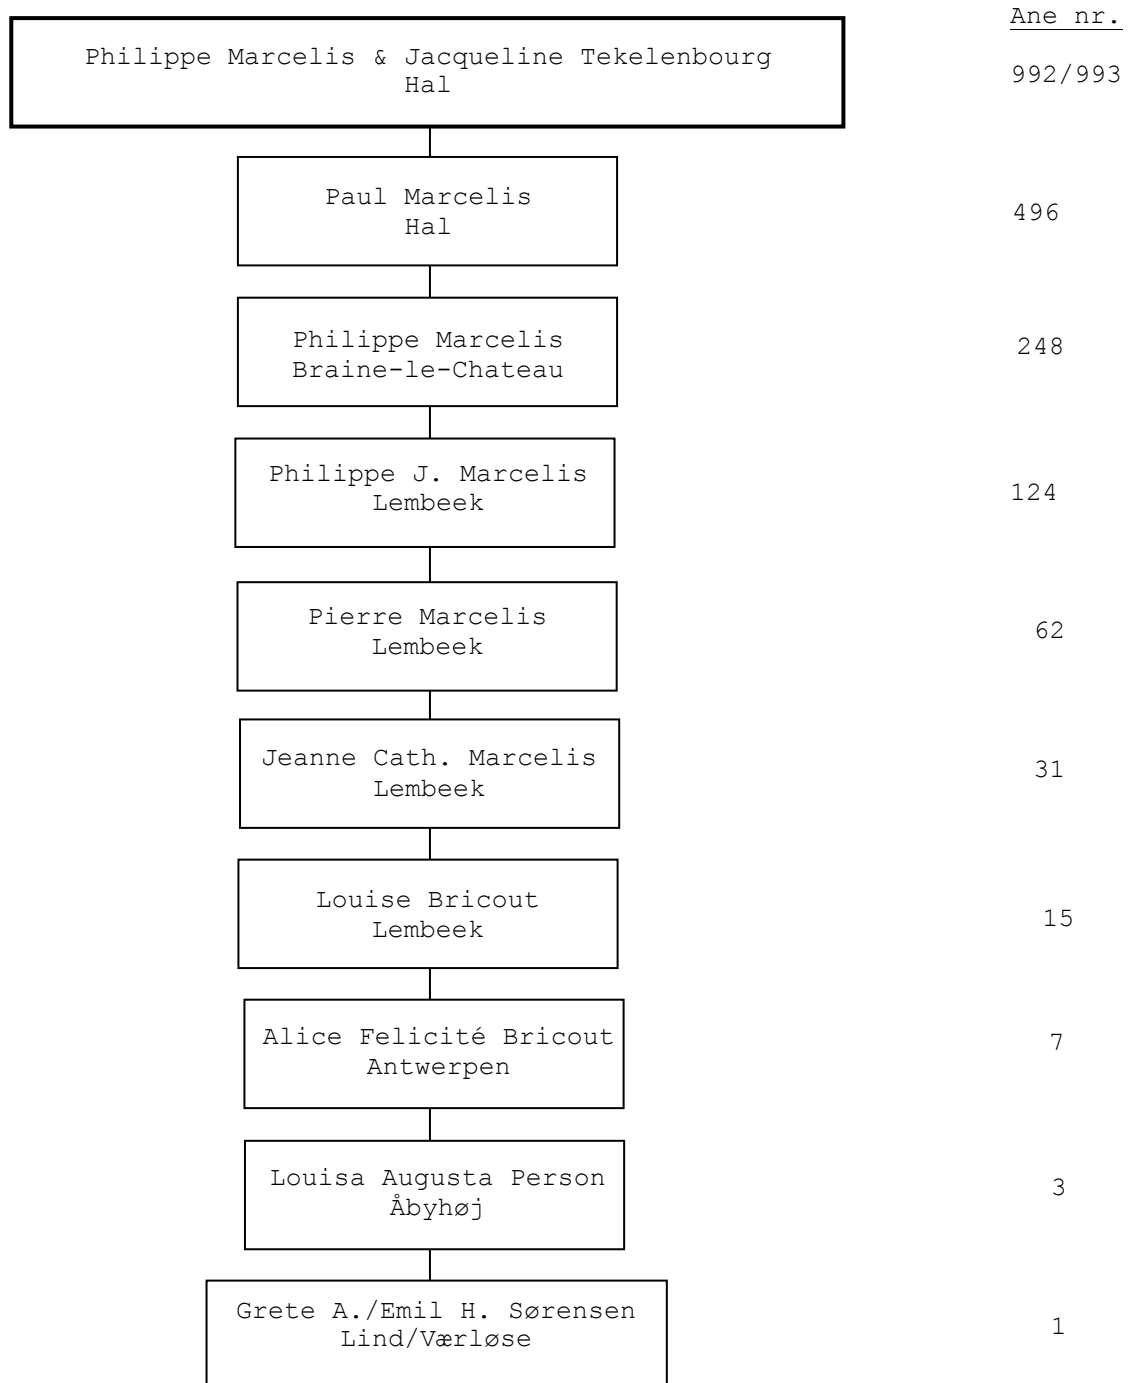 Ane nr.
Philippe Marcelis & Jacqueline Tekelenbourg
Hal
992/993
Paul Marcelis
Hal
496
Philippe Marcelis
Braine-le-Chateau
248
Philippe J. Marcelis
Lembeek
124
Pierre Marcelis
Lembeek
62
Jeanne Cath. Marcelis
Lembeek
31
Louise Bricout
Lembeek
15
Alice Felicité Bricout
Antwerpen
7
Louisa Augusta Person
Åbyhøj
3
Grete A./Emil H. Sørensen
Lind/Værløse
1